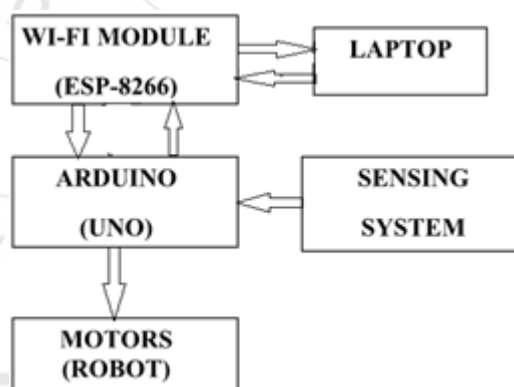 WI-FI MODULE
(ESP-8266)
LAPTOP
ARDUINO
(UNO)
SENSING
SYSTEM
MOTORS
(ROBOT)